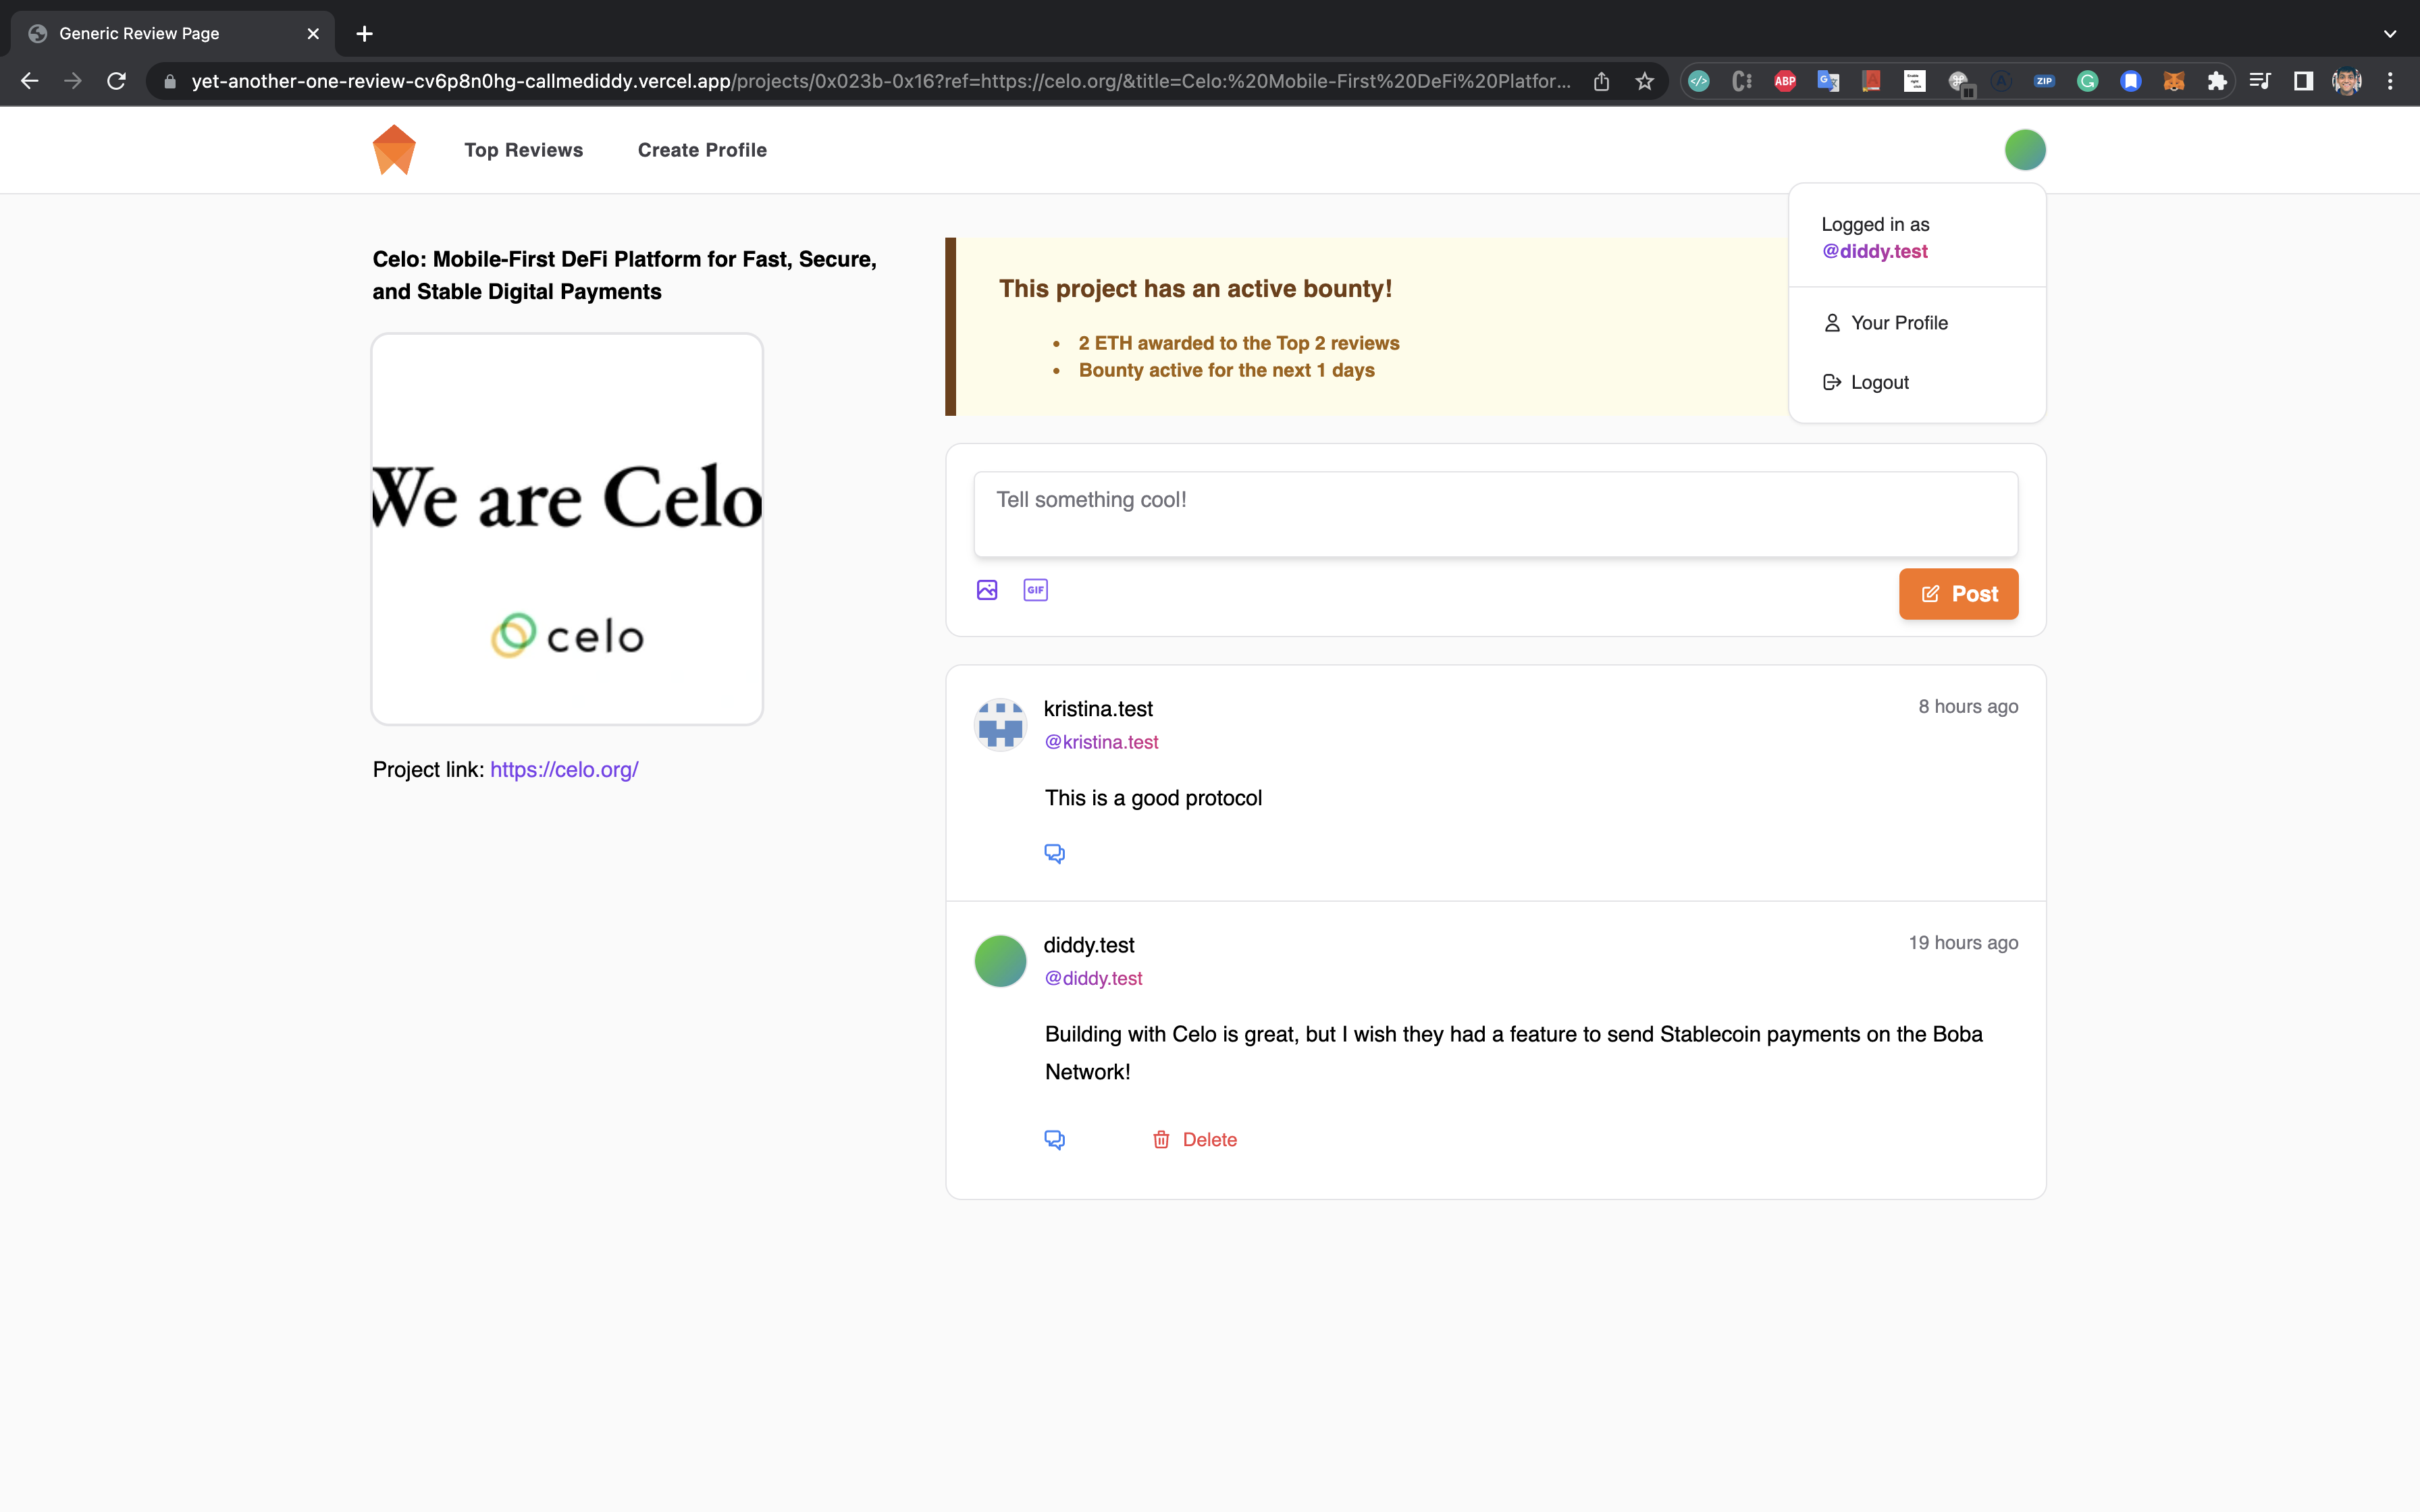 Generic Review Page
yet-another-one-review-cv6p8n0hg-callmediddy.vercel.app/projects/0x023b-0x16?ref=https://celo.org/&title=Celo:%20Mobile-First%20DeFi%20Platfor...
ABP
ZIP
Top Reviews
Create Profile
Logged in as
@diddy.test
Your Profile
Logout
Celo: Mobile-First DeFi Platform for Fast, Secure,
and Stable Digital Payments
We are Celo
celo
Project link: https://celo.org/
This project has an active bounty!
2 ETH awarded to the Top 2 reviews
Bounty active for the next 1 days
Tell something cool!
GIF
Post
kristina.test
8 hours ago
@kristina.test
This is a good protocol
diddy.test
19 hours ago
@diddy.test
Building with Celo is great, but I wish they had a feature to send Stablecoin payments on the Boba
Network!
Delete